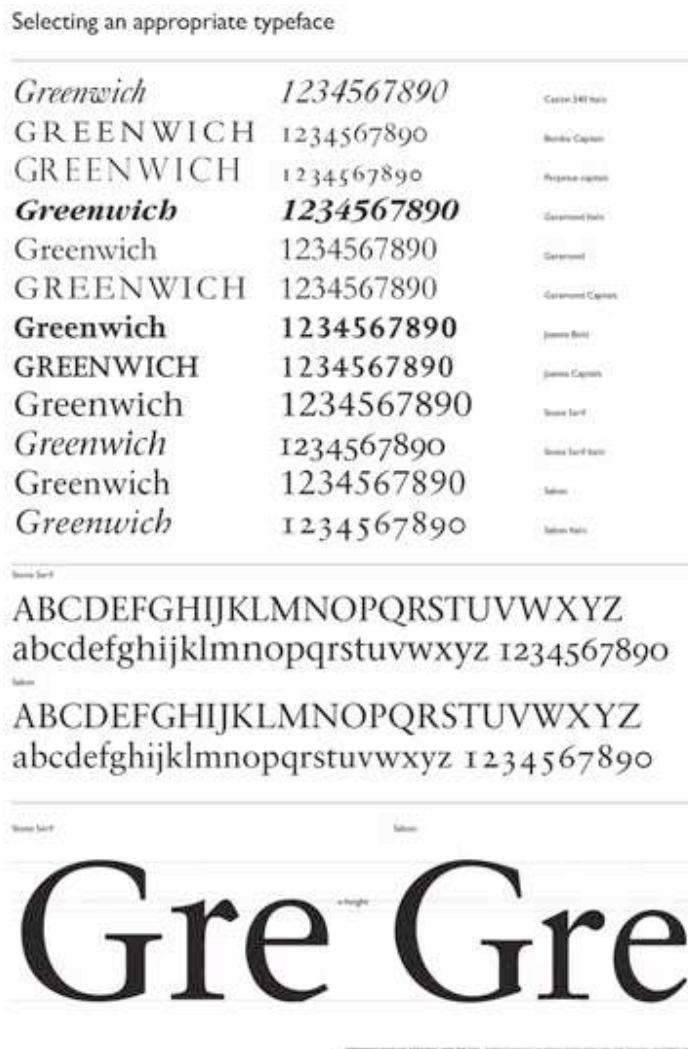 Selecting an appropriate typeface
Greenwich 1234567890 Caslon 540 Italic
GREENWICH 1234567890 Bembo Capitals
GREENWICH 1234567890 Perpetua capitals
Greenwich 1234567890 Garamond Italic
Greenwich 1234567890 Garamond
GREENWICH 1234567890 Garamond Capitals
Greenwich 1234567890 Joanna Bold
GREENWICH 1234567890 Joanna Capitals
Greenwich 1234567890 Stone Serif
Greenwich 1234567890 Stone Serif Italic
Greenwich 1234567890 Sabon
Greenwich 1234567890 Sabon Italic
Stone Serif
ABCDEFGHIJKLMNOPQRSTUVWXYZ
abcdefghijklmnopqrstuvwxyz 1234567890
Sabon
ABCDEFGHIJKLMNOPQRSTUVWXYZ
abcdefghijklmnopqrstuvwxyz 1234567890
Stone Serif Sabon
Gre x-height Gre